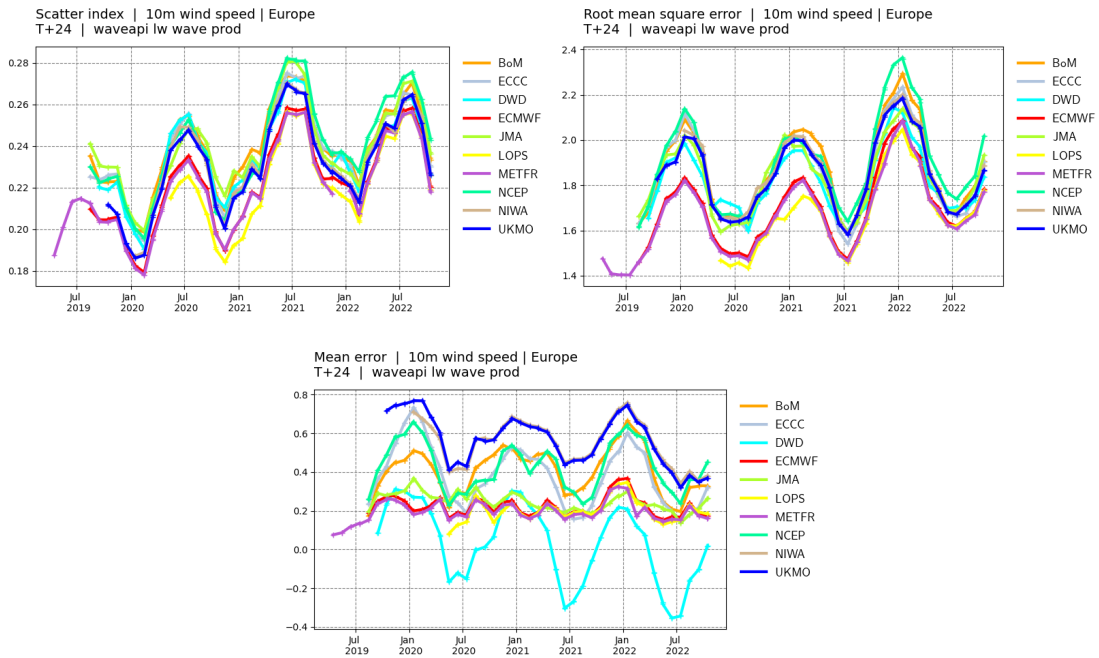 Scatter index | 10m wind speed | Europe
T+24 | waveapi lw wave prod
0.28
0.26
0.24
0.22
0.20
0.18
Jul
2019
Jan
2020
Jul
2020
Jan
2021
Jul
2021
Jan
2022
Jul
2022
BoM
ECCC
DWD
ECMWF
JMA
LOPS
METFR
NCEP
NIWA
UKMO
Root mean square error | 10m wind speed | Europe
T+24 | waveapi lw wave prod
2.4
2.2
2.0
1.8
1.6
1.4
Jul
2019
Jan
2020
Jul
2020
Jan
2021
Jul
2021
Jan
2022
Jul
2022
BoM
ECCC
DWD
ECMWF
JMA
LOPS
METFR
NCEP
NIWA
UKMO
Mean error | 10m wind speed | Europe
T+24 | waveapi lw wave prod
0.8
0.6
0.4
0.2
0.0
−0.2
−0.4
Jul
2019
Jan
2020
Jul
2020
Jan
2021
Jul
2021
Jan
2022
Jul
2022
BoM
ECCC
DWD
ECMWF
JMA
LOPS
METFR
NCEP
NIWA
UKMO